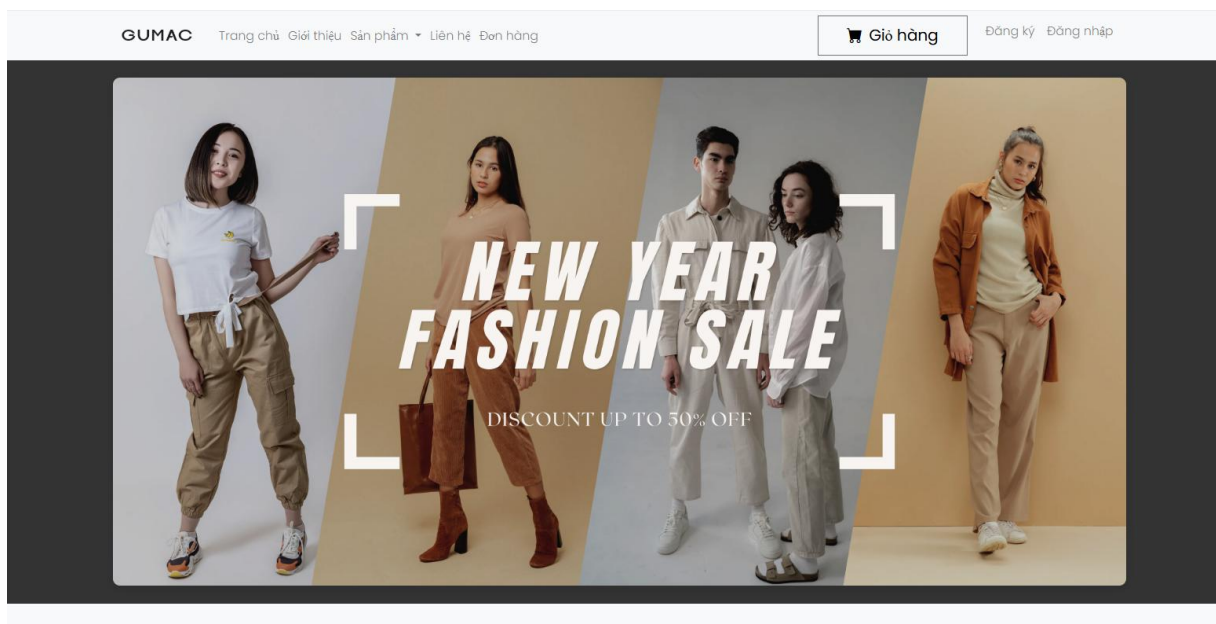 GUMAC Trang chủ Giới thiệu Sản phẩm Liên hệ Đơn hàng Giỏ hàng Đăng ký Đăng nhập
NEW YEAR
FASHION SALE
DISCOUNT UP TO 50% OFF